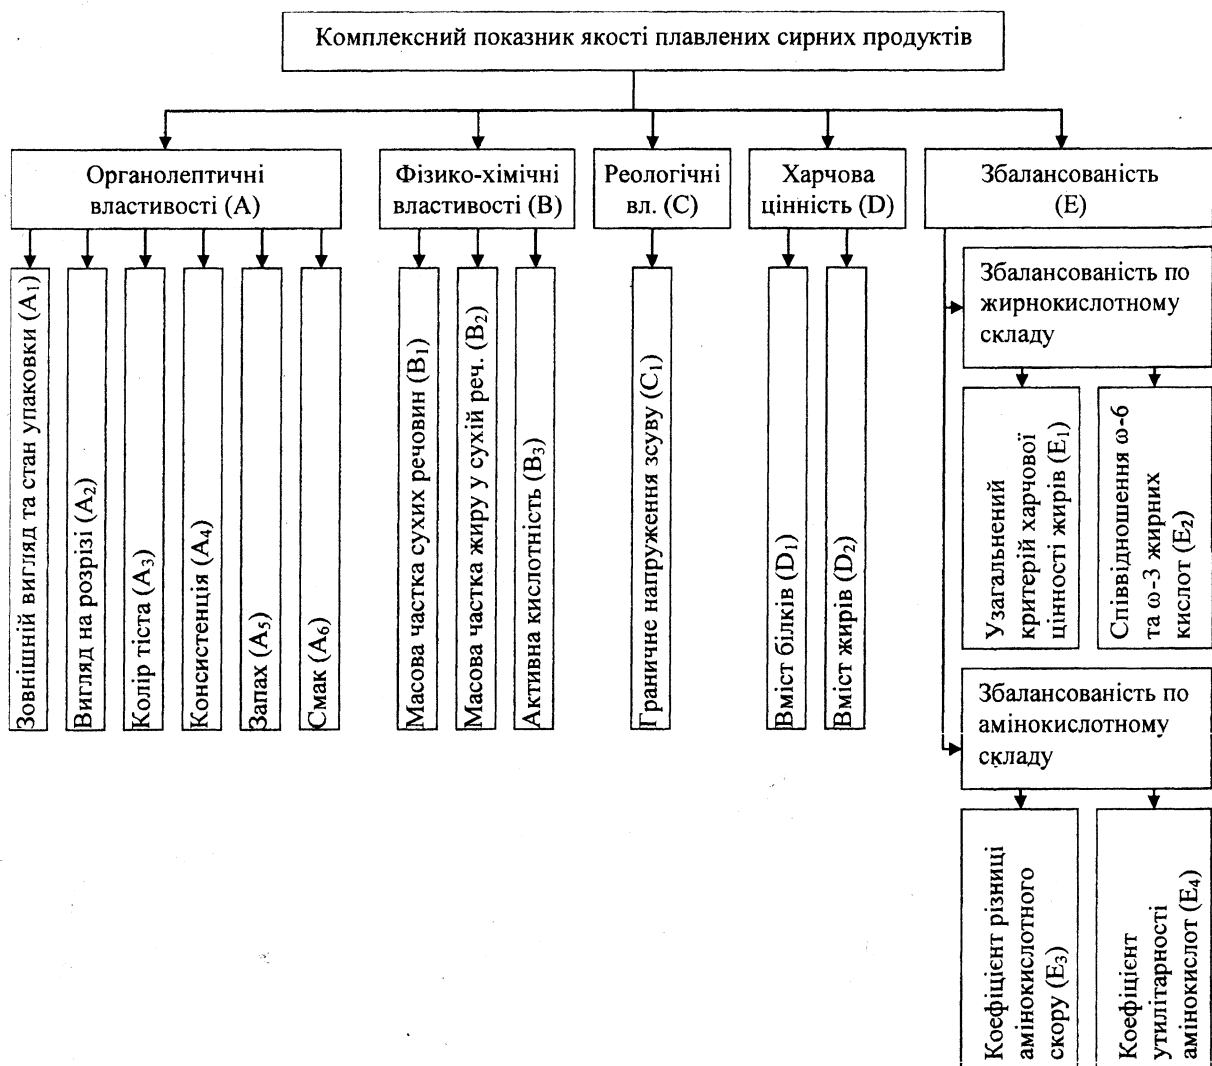 Комплексний показник якості плавлених сирних продуктів
Органолептичні
властивості (A)
Фізико-хімічні
властивості (B)
Реологічні
вл. (C)
Харчова
цінність (D)
Збалансованість
(E)
Зовнішній вигляд та стан упаковки (A₁)
Вигляд на розрізі (A₂)
Колір тіста (A₃)
Консистенція (A₄)
Запах (A₅)
Смак (A₆)
Масова частка сухих речовин (B₁)
Масова частка жиру у сухій реч. (B₂)
Активна кислотність (B₃)
Граничне напруження зсуву (C₁)
Вміст білків (D₁)
Вміст жирів (D₂)
Збалансованість по
жирнокислотному
складу
Узагальнений
критерій харчової
цінності жирів (E₁)
Співвідношення ω-6
та ω-3 жирних
кислот (E₂)
Збалансованість по
амінокислотному
складу
Коефіцієнт різниці
амінокислотного
скору (E₃)
Коефіцієнт
утилітарності
амінокислот (E₄)